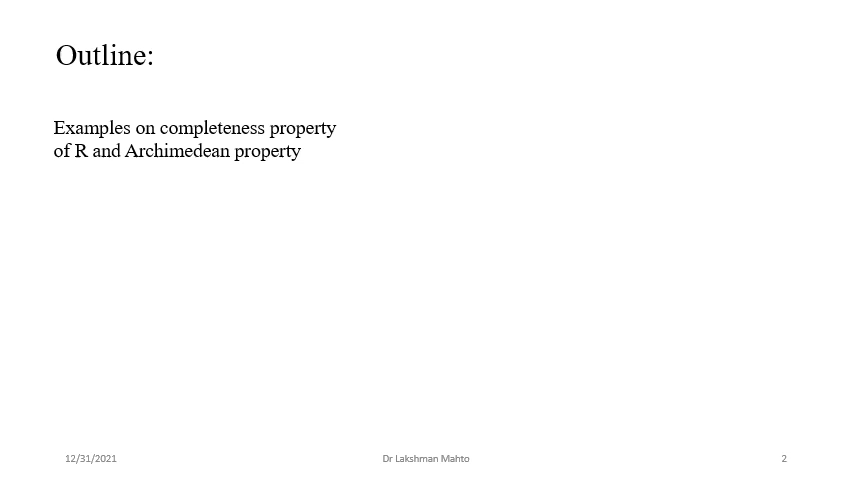 Outline:
Examples on completeness property
of R and Archimedean property
12/31/2021
Dr Lakshman Mahto
2